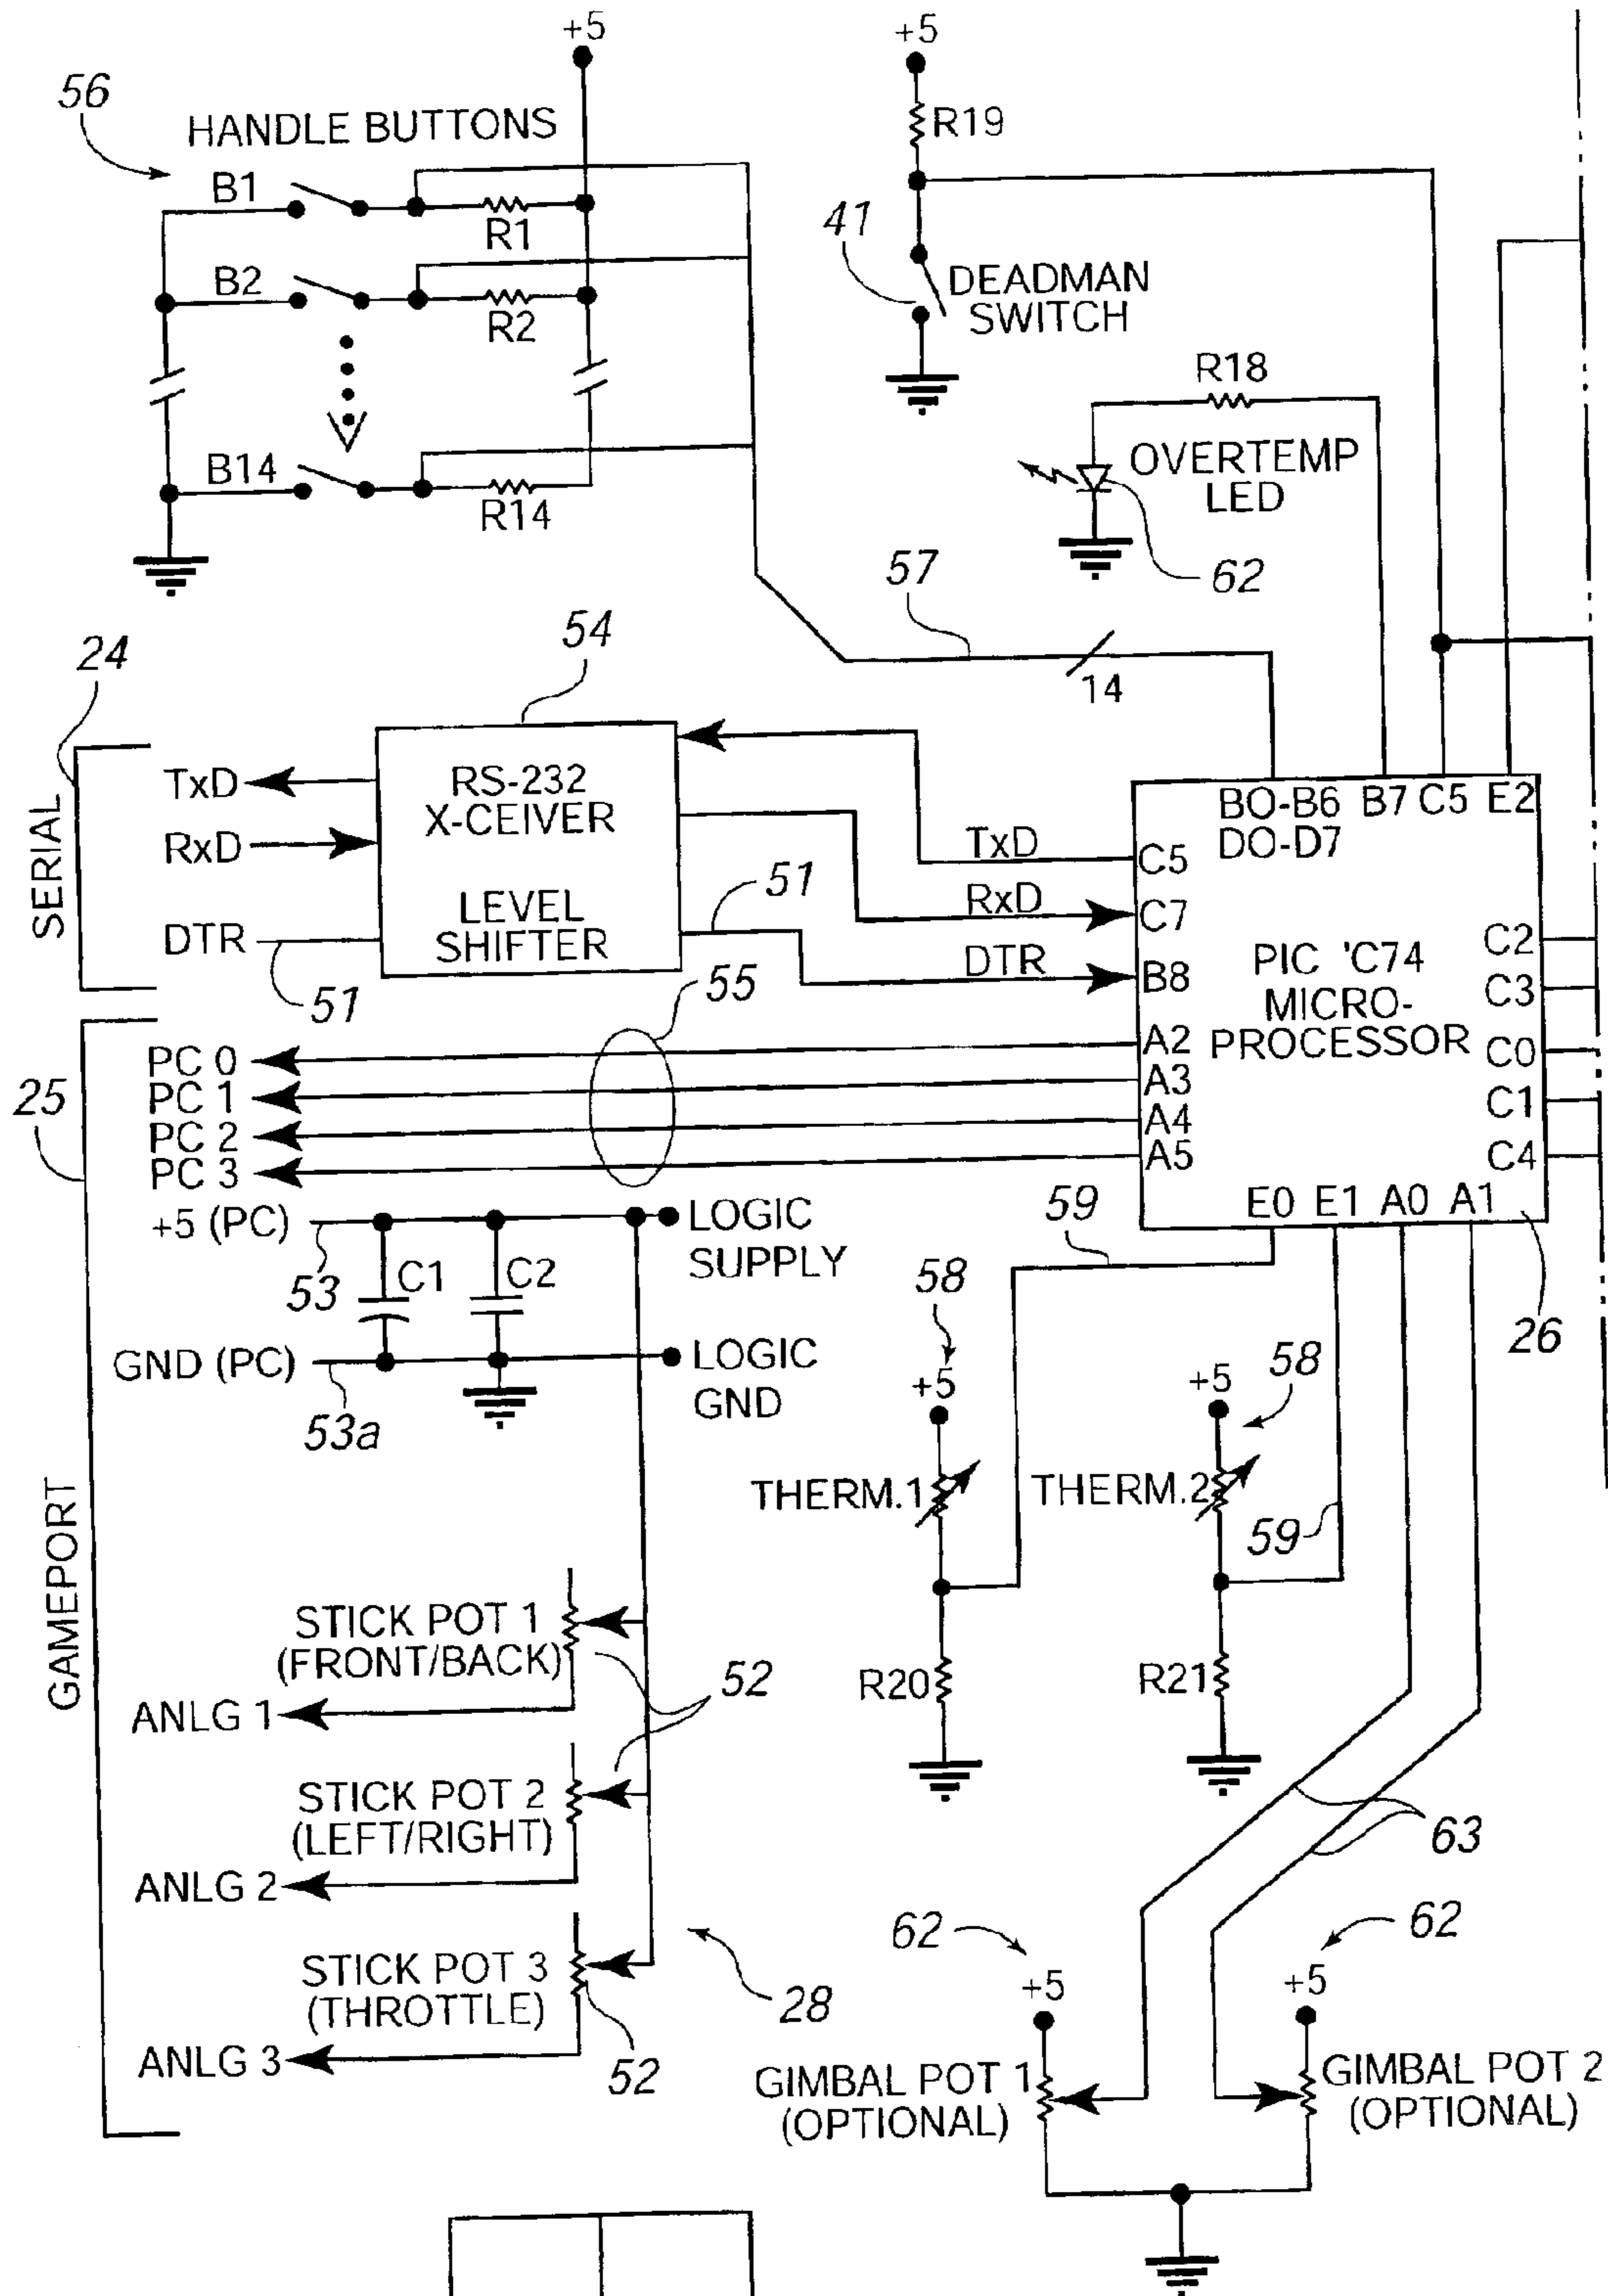 +5
+5
56
HANDLE BUTTONS
R19
B1
R1
41
DEADMAN
SWITCH
B2
R2
R18
B14
R14
OVERTEMP
LED
62
57
14
24
54
SERIAL
TxD
RxD
DTR
51
RS-232
X-CEIVER
LEVEL
SHIFTER
51
TxD
RxD
DTR
BO-B6 B7 C5 E2
DO-D7
C5
C7
B8
PIC 'C74
MICRO-
PROCESSOR
C2
C3
C0
C1
C4
A2
A3
A4
A5
E0 E1 A0 A1
26
55
25
GAMEPORT
PC 0
PC 1
PC 2
PC 3
+5 (PC)
53
C1
C2
LOGIC
SUPPLY
GND (PC)
53a
LOGIC
GND
59
58
+5
THERM.1
R20
58
+5
THERM.2
59
R21
STICK POT 1
(FRONT/BACK)
ANLG 1
52
STICK POT 2
(LEFT/RIGHT)
ANLG 2
STICK POT 3
(THROTTLE)
ANLG 3
52
28
63
62
+5
GIMBAL POT 1
(OPTIONAL)
62
+5
GIMBAL POT 2
(OPTIONAL)